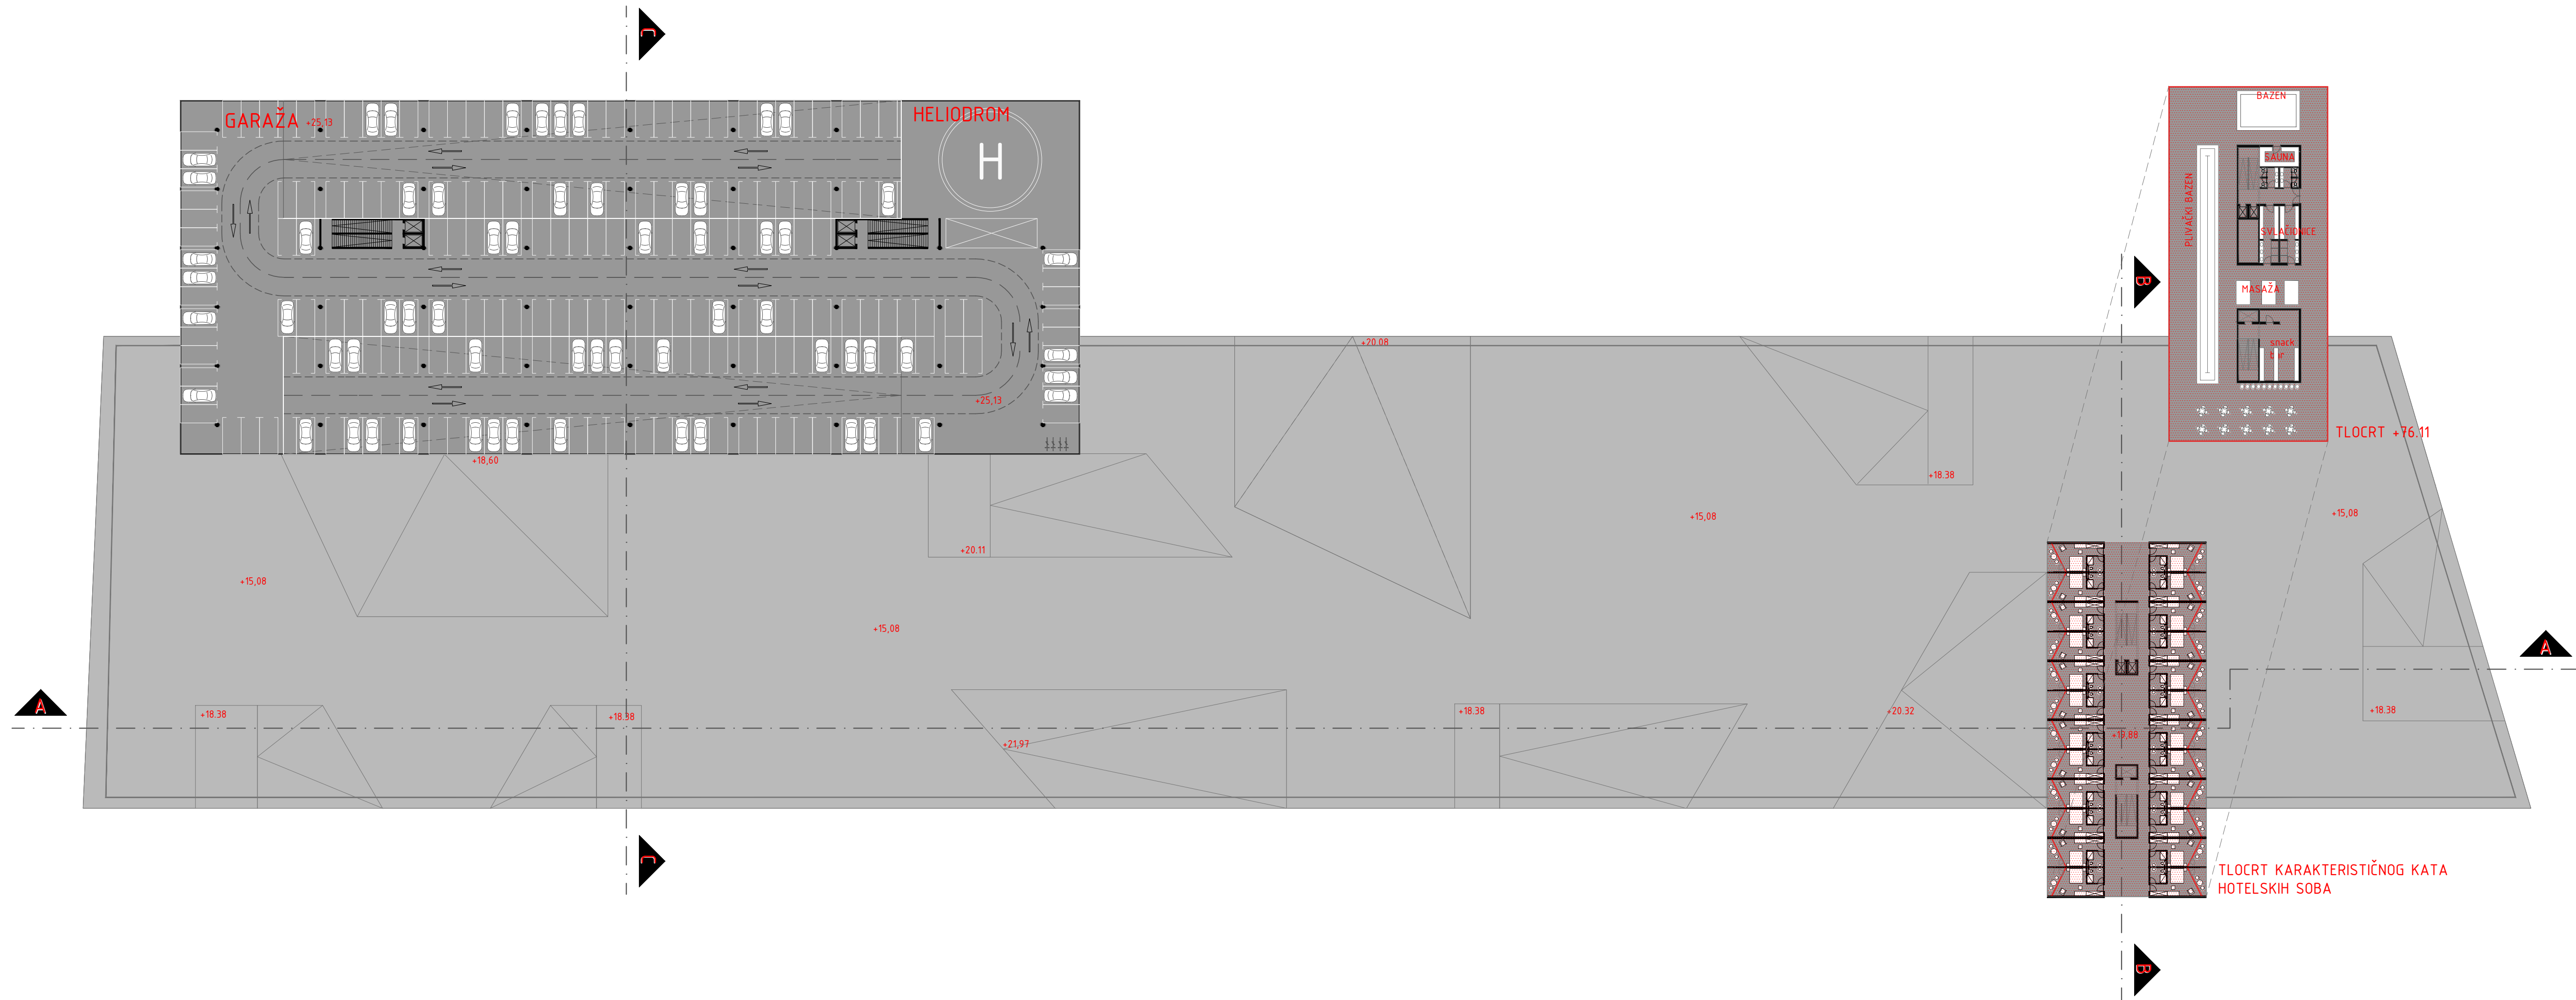 C
GARAŽA +25,13
HELIODROM
H
BAZEN
SAUNA
PLIVAČKI BAZEN
SVLAČIONICE
B
MASAŽA
snack
bar
+20.08
+25,13
TLOCRT +76.11
+18,60
+18.38
+15,08
+15,08
+20.11
+15,08
+15,08
A
A
+18.38
+18.38
+18.38
+20.32
+18.38
+19,88
+21,97
C
TLOCRT KARAKTERISTIČNOG KATA
HOTELSKIH SOBA
B